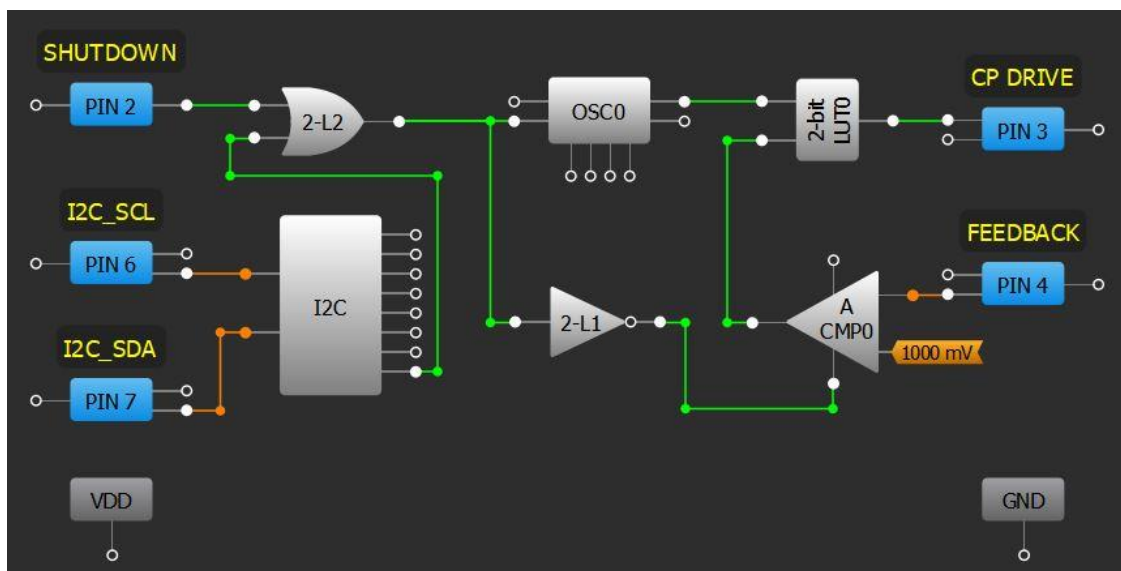 SHUTDOWN
PIN 2
2-L2
OSC0
2-bit
LUT0
CP DRIVE
PIN 3
I2C_SCL
PIN 6
I2C
I2C_SDA
PIN 7
2-L1
A
CMP0
1000 mV
FEEDBACK
PIN 4
VDD
GND